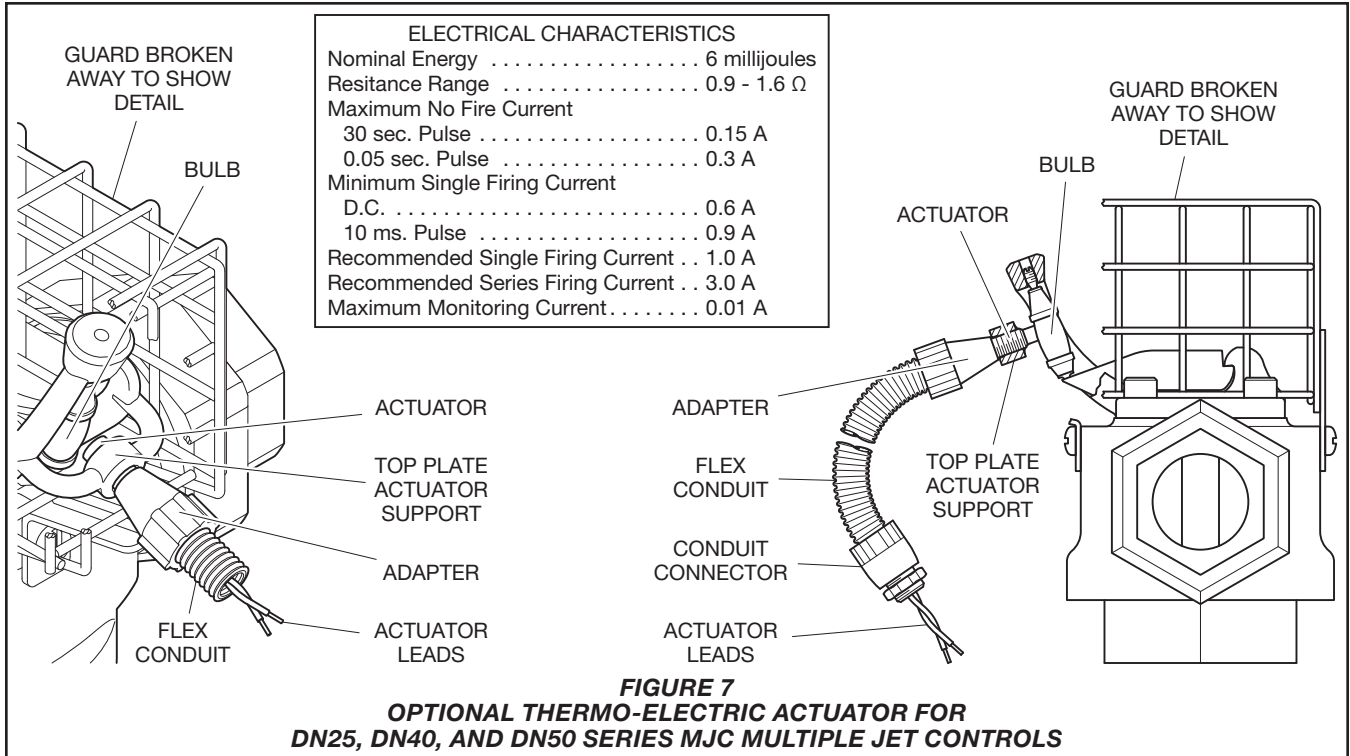 ELECTRICAL CHARACTERISTICS
Nominal Energy . . . . . . . . . . . . . . . . . . 6 millijoules
Resitance Range . . . . . . . . . . . . . . . . . 0.9 - 1.6 Ω
Maximum No Fire Current
30 sec. Pulse . . . . . . . . . . . . . . . . . . . 0.15 A
0.05 sec. Pulse . . . . . . . . . . . . . . . . . 0.3 A
Minimum Single Firing Current
D.C. . . . . . . . . . . . . . . . . . . . . . . . . . . 0.6 A
10 ms. Pulse . . . . . . . . . . . . . . . . . . . 0.9 A
Recommended Single Firing Current . . 1.0 A
Recommended Series Firing Current . . 3.0 A
Maximum Monitoring Current . . . . . . . . 0.01 A
GUARD BROKEN
AWAY TO SHOW
DETAIL
BULB
ACTUATOR
TOP PLATE
ACTUATOR
SUPPORT
ADAPTER
FLEX
CONDUIT
ACTUATOR
LEADS
GUARD BROKEN
AWAY TO SHOW
DETAIL
BULB
ACTUATOR
ADAPTER
FLEX
CONDUIT
TOP PLATE
ACTUATOR
SUPPORT
CONDUIT
CONNECTOR
ACTUATOR
LEADS
FIGURE 7
OPTIONAL THERMO-ELECTRIC ACTUATOR FOR
DN25, DN40, AND DN50 SERIES MJC MULTIPLE JET CONTROLS